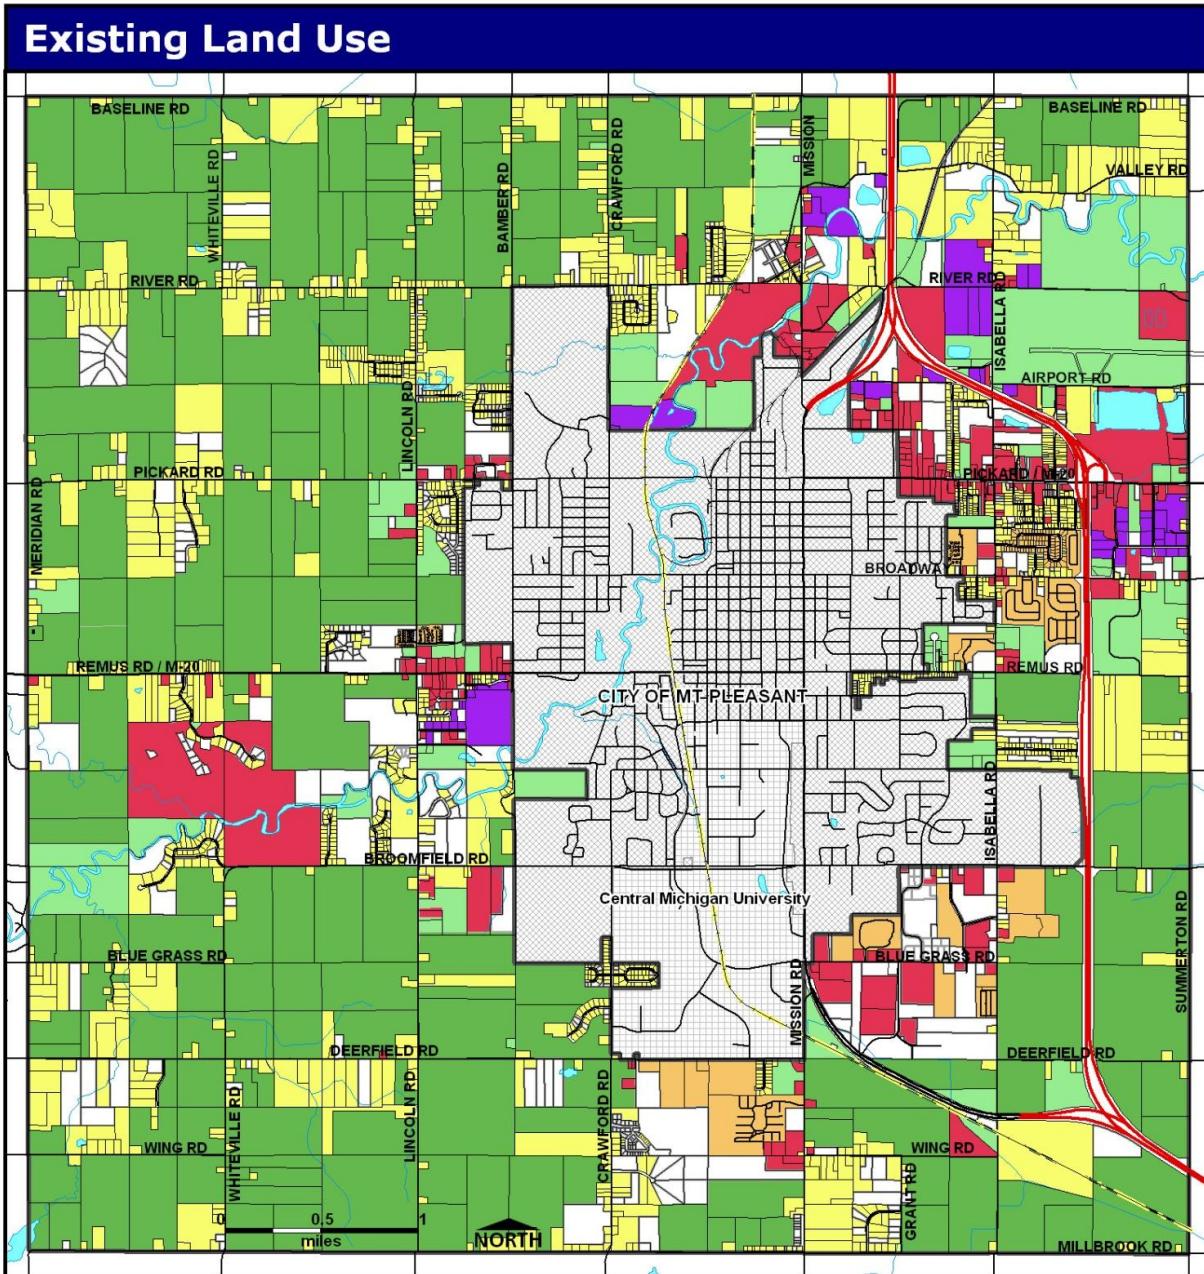 Existing Land Use
BASELINE RD
BASELINE RD
WHITEVILLE RD
BAMBER RD
CRAWFORD RD
MISSION
VALLEY RD
RIVER RD
RIVER RD
ISABELLA RD
AIRPORT RD
LINCOLN RD
PICKARD RD
PICKARD / M-20
MERIDIAN RD
BROADWAY
REMUS RD / M-20
REMUS RD
CITY OF MT PLEASANT
ISABELLA RD
BROOMFIELD RD
Central Michigan University
SUMMERTON RD
BLUE GRASS RD
BLUE GRASS RD
MISSION RD
DEERFIELD RD
DEERFIELD RD
WHITEVILLE RD
LINCOLN RD
CRAWFORD RD
WING RD
WING RD
GRANT RD
0 0.5 1
miles
NORTH
MILLBROOK RD